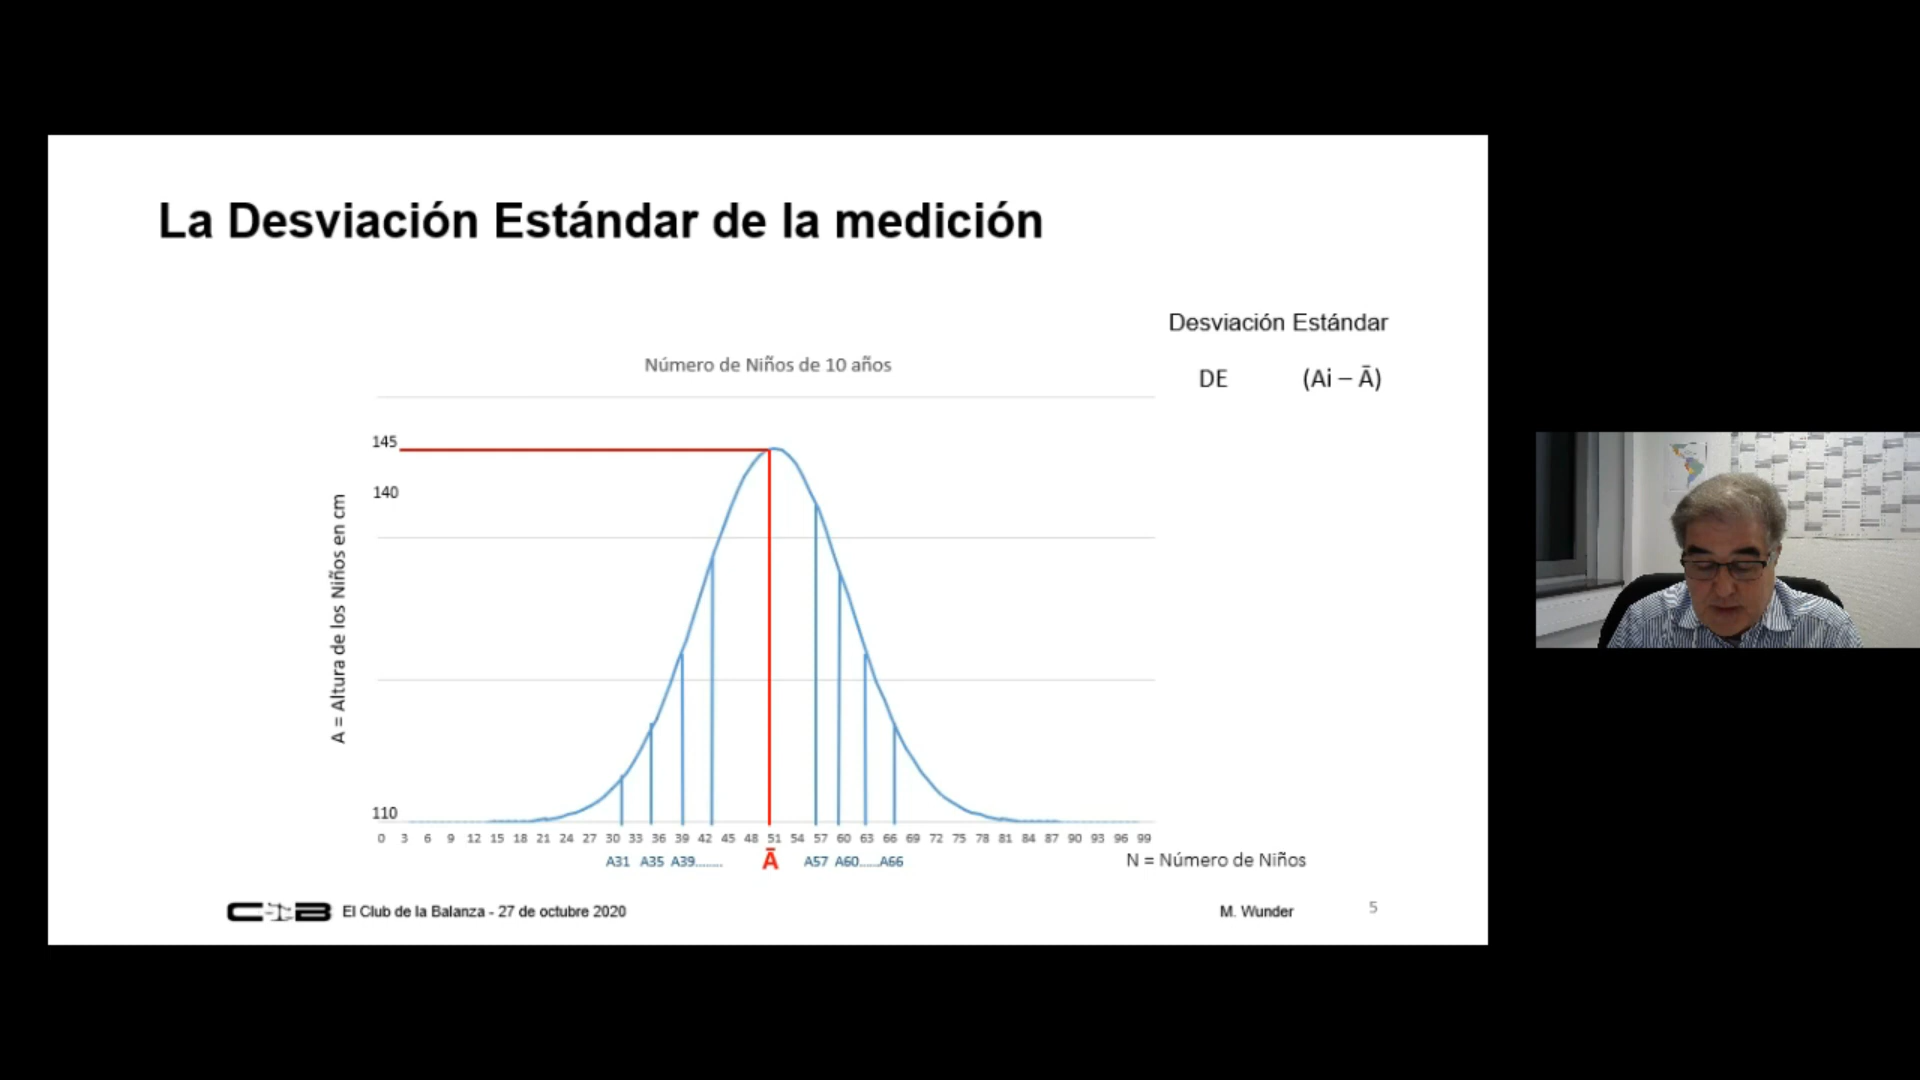 La Desviación Estándar de la medición
Desviación Estándar
DE (Ai – Ā)
Número de Niños de 10 años
145
140
110
A = Altura de los Niños en cm
0 3 6 9 12 15 18 21 24 27 30 33 36 39 42 45 48 51 54 57 60 63 66 69 72 75 78 81 84 87 90 93 96 99
A31 A35 A39........ Ā A57 A60......A66
N = Número de Niños
CB El Club de la Balanza - 27 de octubre 2020
M. Wunder
5